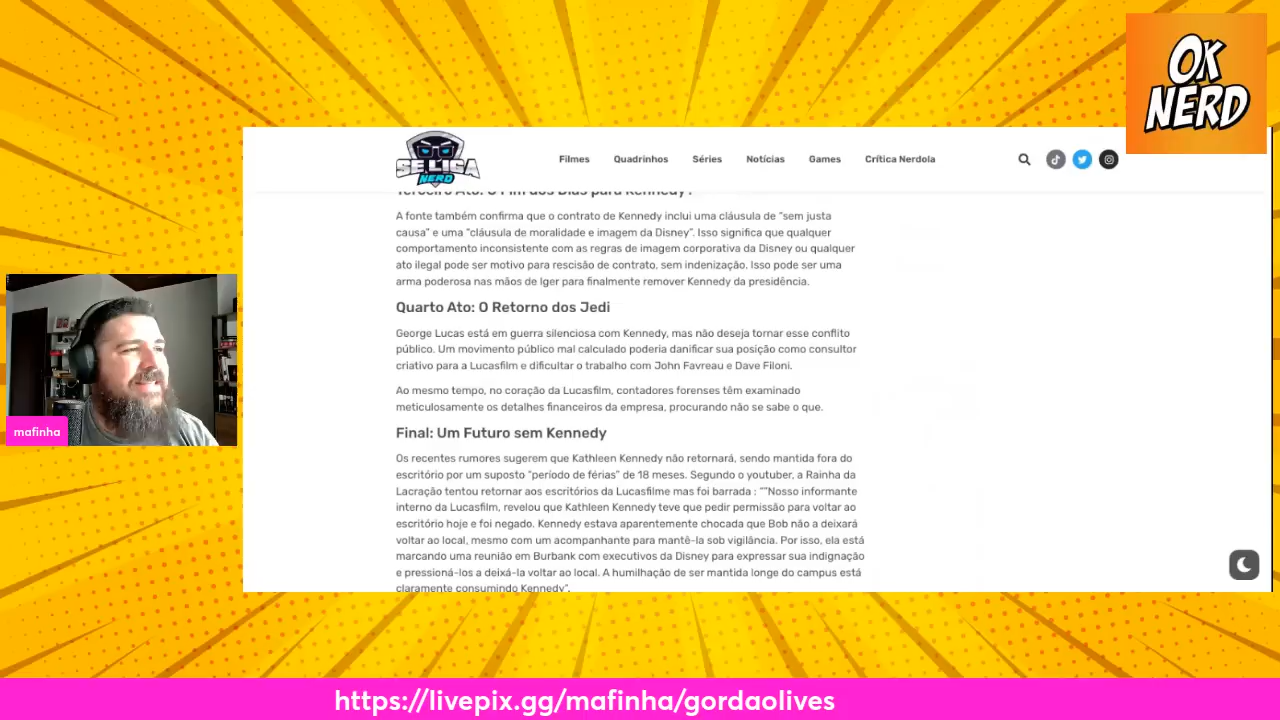 OK
NERD
SE LIGA
NERD
Filmes
Quadrinhos
Séries
Notícias
Games
Crítica Nerdola
Terceiro Ato: O Fim dos Dias para Kennedy?
A fonte também confirma que o contrato de Kennedy inclui uma cláusula de “sem justa
causa” e uma “cláusula de moralidade e imagem da Disney”. Isso significa que qualquer
comportamento inconsistente com as regras de imagem corporativa da Disney ou qualquer
ato ilegal pode ser motivo para rescisão de contrato, sem indenização. Isso pode ser uma
arma poderosa nas mãos de Iger para finalmente remover Kennedy da presidência.
Quarto Ato: O Retorno dos Jedi
George Lucas está em guerra silenciosa com Kennedy, mas não deseja tornar esse conflito
público. Um movimento público mal calculado poderia danificar sua posição como consultor
criativo para a Lucasfilm e dificultar o trabalho com John Favreau e Dave Filoni.
Ao mesmo tempo, no coração da Lucasfilm, contadores forenses têm examinado
meticulosamente os detalhes financeiros da empresa, procurando não se sabe o que.
Final: Um Futuro sem Kennedy
Os recentes rumores sugerem que Kathleen Kennedy não retornará, sendo mantida fora do
escritório por um suposto “período de férias” de 18 meses. Segundo o youtuber, a Rainha da
Lacração tentou retornar aos escritórios da Lucasfilme mas foi barrada : “”Nosso informante
interno da Lucasfilm, revelou que Kathleen Kennedy teve que pedir permissão para voltar ao
escritório hoje e foi negado. Kennedy estava aparentemente chocada que Bob não a deixará
voltar ao local, mesmo com um acompanhante para mantê-la sob vigilância. Por isso, ela está
marcando uma reunião em Burbank com executivos da Disney para expressar sua indignação
e pressioná-los a deixá-la voltar ao local. A humilhação de ser mantida longe do campus está
claramente consumindo Kennedy”.
mafinha
https://livepix.gg/mafinha/gordaolives